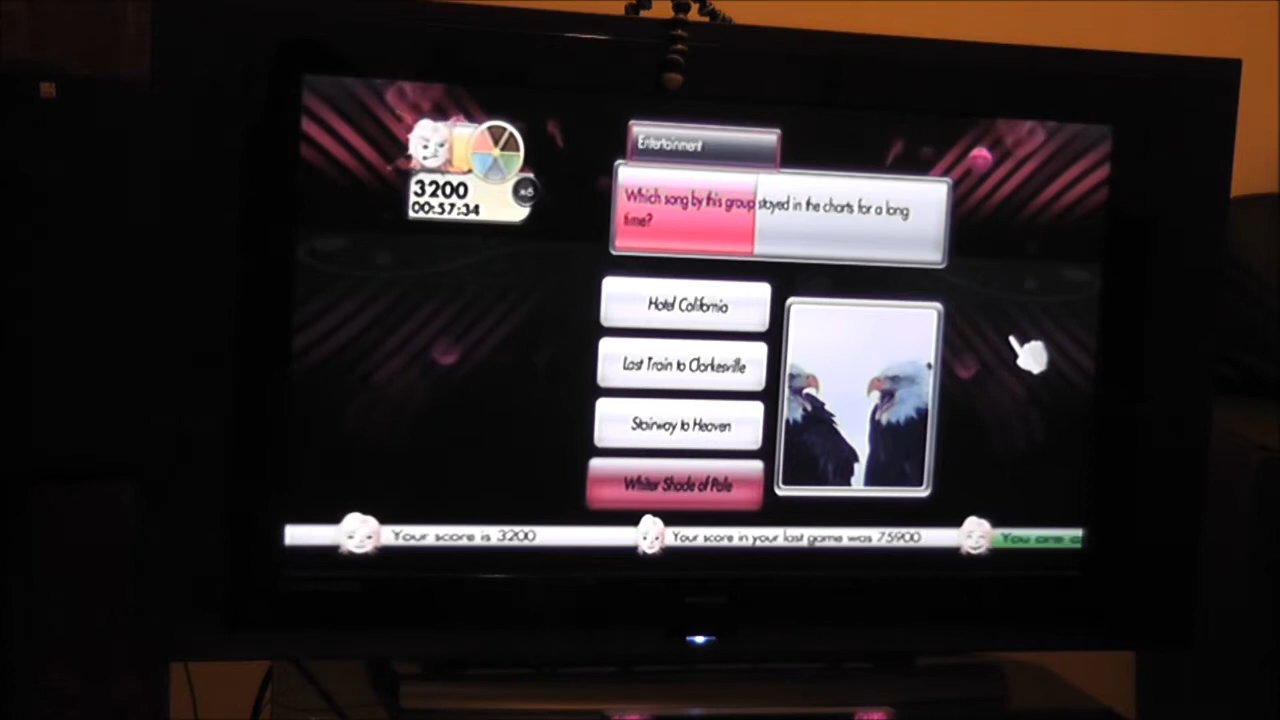 Entertainment
3200
x6
00:57:34
Which song by this group stayed in the charts for a long
time?
Hotel California
Last Train to Clarkesville
Stairway to Heaven
Whiter Shade of Pale
Your score is 3200
Your score in your last game was 75900
You are